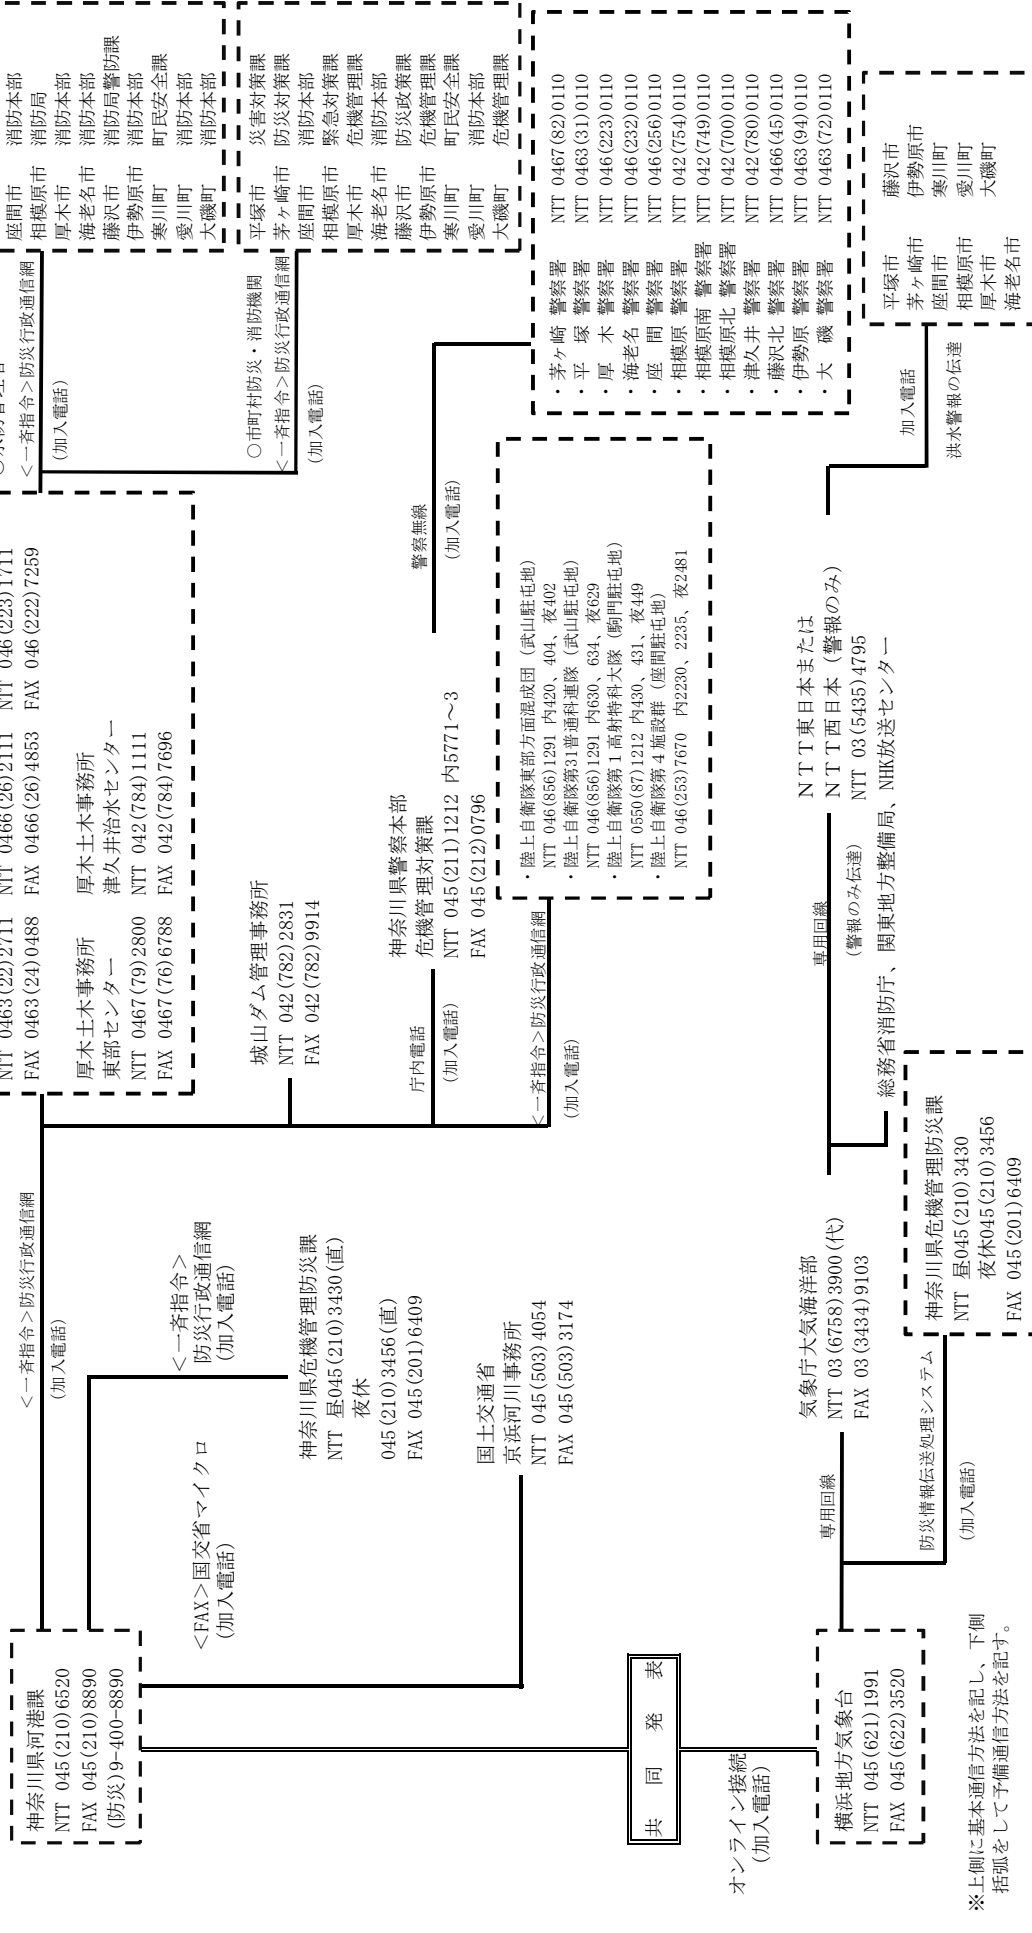 神奈川県河港課
NTT 045(210)6520
FAX 045(210)8890
(防災)9-400-8890
＜一斉指令＞防災行政通信網
(加入電話)
NTT 0463(22)2711
FAX 0463(24)0488
NTT 0466(26)2111
FAX 0466(26)4853
NTT 046(223)1711
FAX 046(222)7259
厚木土木事務所
東部センター
NTT 0467(79)2800
FAX 0467(76)6788
厚木土木事務所
津久井治水センター
NTT 042(784)1111
FAX 042(784)7696
＜一斉指令＞防災行政通信網
(加入電話)
座間市 消防本部
相模原市 消防局
厚木市 消防本部
海老名市 消防本部
藤沢市 消防局警防課
伊勢原市 消防本部
寒川町 町民安全課
愛川町 消防本部
大磯町 消防本部
○市町村防災・消防機関
＜一斉指令＞防災行政通信網
(加入電話)
平塚市 災害対策課
茅ヶ崎市 防災対策課
座間市 消防本部
相模原市 緊急対策課
厚木市 危機管理課
海老名市 消防本部
藤沢市 防災政策課
伊勢原市 危機管理課
寒川町 町民安全課
愛川町 消防本部
大磯町 危機管理課
＜一斉指令＞
防災行政通信網
(加入電話)
神奈川県危機管理防災課
NTT 昼045(210)3430(直)
夜休
045(210)3456(直)
FAX 045(201)6409
＜FAX＞国交省マイクロ
(加入電話)
国土交通省
京浜河川事務所
NTT 045(503)4054
FAX 045(503)3174
城山ダム管理事務所
NTT 042(782)2831
FAX 042(782)9914
庁内電話
(加入電話)
神奈川県警察本部
危機管理対策課
NTT 045(211)1212 内5771～3
FAX 045(212)0796
警察無線
(加入電話)
・茅ヶ崎 警察署 NTT 0467(82)0110
・平 塚 警察署 NTT 0463(31)0110
・厚 木 警察署 NTT 046(223)0110
・海老名 警察署 NTT 046(232)0110
・座 間 警察署 NTT 046(256)0110
・相模原 警察署 NTT 042(754)0110
・相模原南 警察署 NTT 042(749)0110
・相模原北 警察署 NTT 042(700)0110
・津久井 警察署 NTT 042(780)0110
・藤沢北 警察署 NTT 0466(45)0110
・伊勢原 警察署 NTT 0463(94)0110
・大 磯 警察署 NTT 0463(72)0110
＜一斉指令＞防災行政通信網
(加入電話)
・陸上自衛隊東部方面混成団（武山駐屯地）
NTT 046(856)1291 内420、404、夜402
・陸上自衛隊第31普通科連隊（武山駐屯地）
NTT 046(856)1291 内630、634、夜629
・陸上自衛隊第１高射特科大隊（駒門駐屯地）
NTT 0550(87)1212 内430、431、夜449
・陸上自衛隊第４施設群（座間駐屯地）
NTT 046(253)7670 内2230、2235、夜2481
共 同 発 表
オンライン接続
(加入電話)
横浜地方気象台
NTT 045(621)1991
FAX 045(622)3520
専用回線
気象庁大気海洋部
NTT 03(6758)3900(代)
FAX 03(3434)9103
専用回線
(警報のみ伝達)
ＮＴＴ東日本または
ＮＴＴ西日本（警報のみ）
NTT 03(5435)4795
総務省消防庁、関東地方整備局、NHK放送センター
加入電話
洪水警報の伝達
平塚市 藤沢市
茅ヶ崎市 伊勢原市
座間市 寒川町
相模原市 愛川町
厚木市 大磯町
海老名市
防災情報伝送処理システム
(加入電話)
神奈川県危機管理防災課
NTT 昼045(210)3430
夜休045(210)3456
FAX 045(201)6409
※上側に基本通信方法を記し、下側
括弧をして予備通信方法を記す。